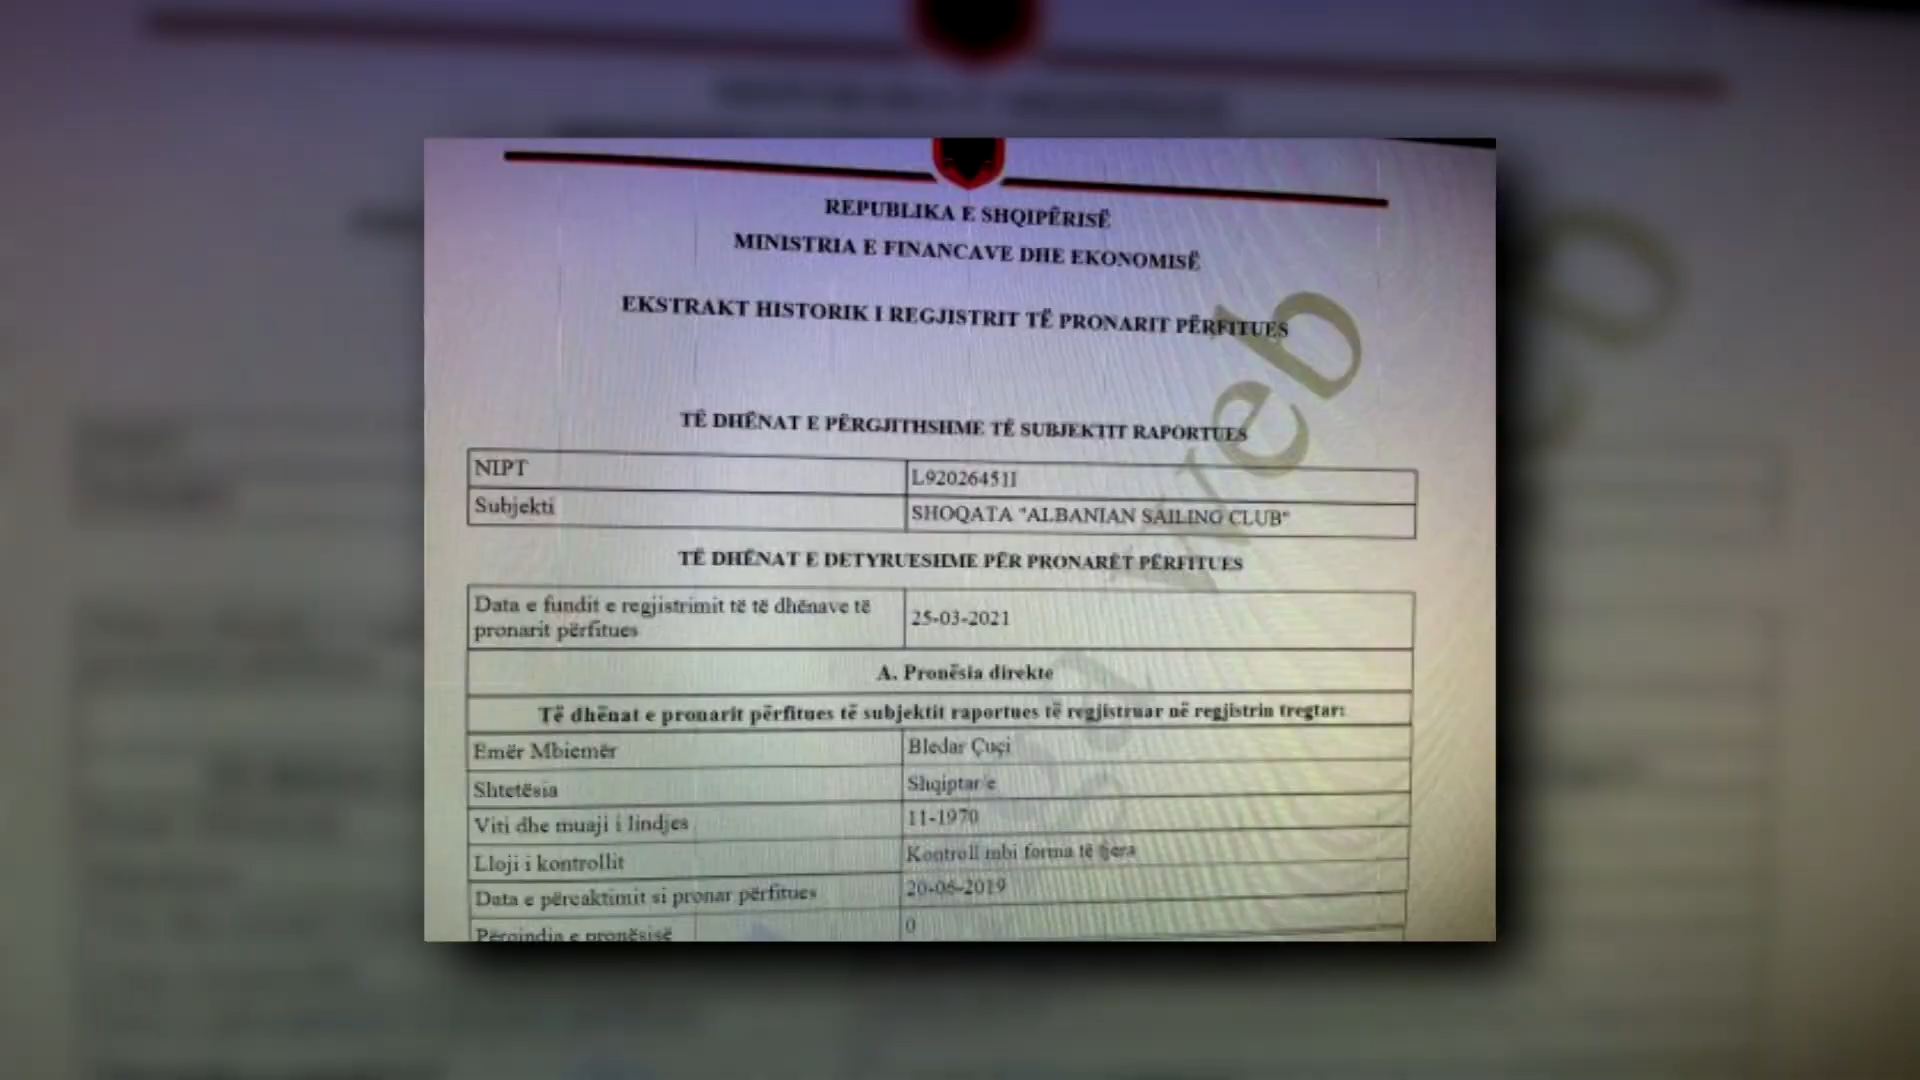 REPUBLIKA E SHQIPËRISË
MINISTRIA E FINANCAVE DHE EKONOMISË
EKSTRAKT HISTORIK I REGJISTRIT TË PRONARIT PËRFITUES
TË DHËNAT E PËRGJITHSHME TË SUBJEKTIT RAPORTUES
NIPT L92026451I
Subjekti SHOQATA "ALBANIAN SAILING CLUB"
TË DHËNAT E DETYRUESHME PËR PRONARËT PËRFITUES
Data e fundit e regjistrimit të të dhënave të
pronarit përfitues 25-03-2021
A. Pronësia direkte
Të dhënat e pronarit përfitues të subjektit raportues të regjistruar në regjistrin tregtar:
Emër Mbiemër Bledar Çuçi
Shtetësia Shqiptar/e
Viti dhe muaji i lindjes 11-1970
Lloji i kontrollit Kontroll mbi forma të tjera
Data e përcaktimit si pronar përfitues 20-06-2019
Përqindja e pronësisë 0
web